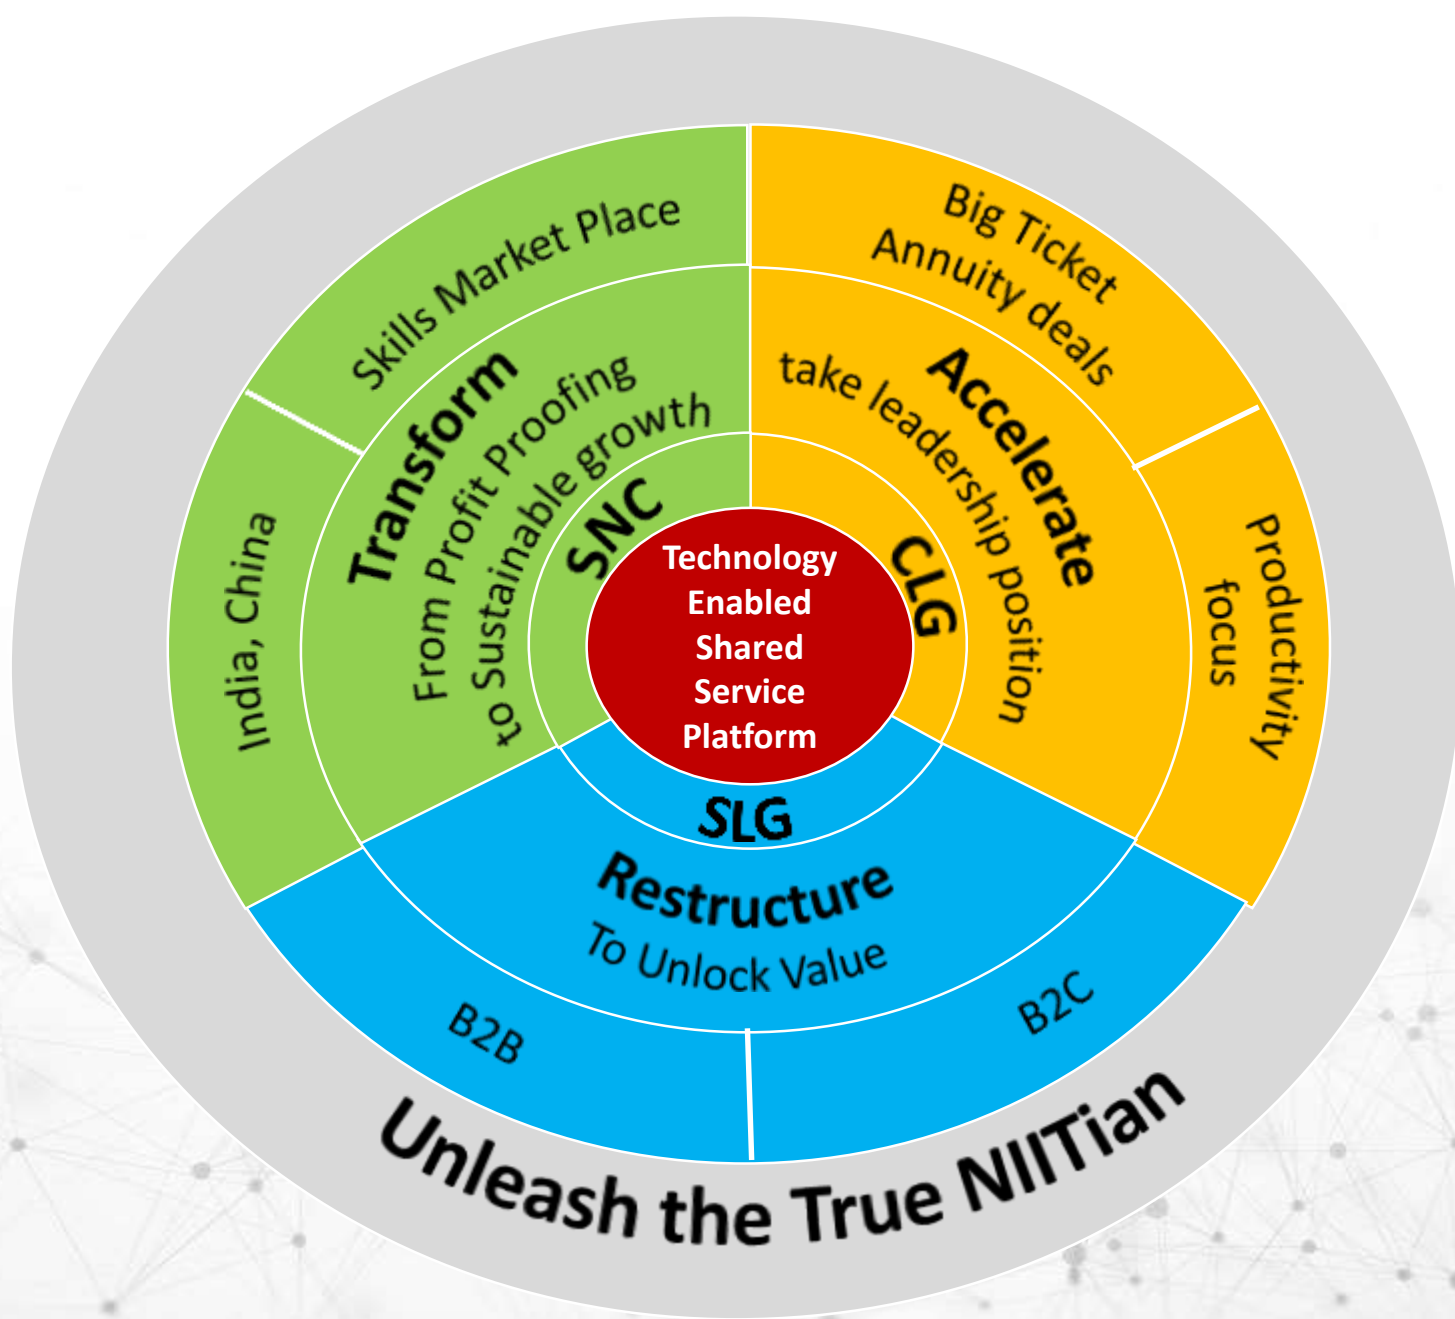 Skills Market Place
India, China
Transform
From Profit Proofing
to Sustainable growth
SNC
Big Ticket
Annuity deals
Productivity
focus
Accelerate
take leadership position
CLG
Technology
Enabled
Shared
Service
Platform
SLG
Restructure
To Unlock Value
B2B
B2C
Unleash the True NIITian